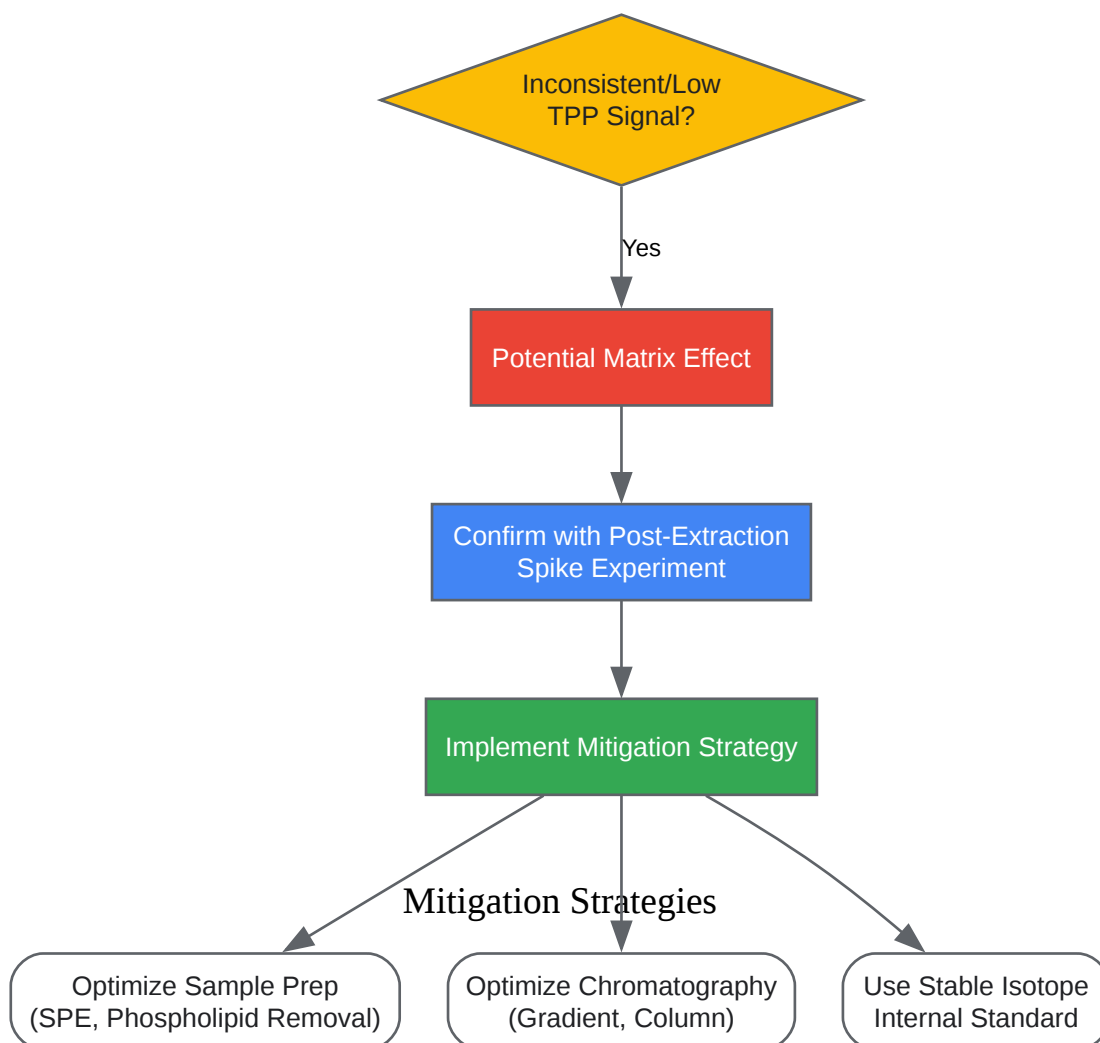 Inconsistent/Low
TPP Signal?
Yes
Potential Matrix Effect
Confirm with Post-Extraction
Spike Experiment
Implement Mitigation Strategy
Mitigation Strategies
Optimize Sample Prep
(SPE, Phospholipid Removal)
Optimize Chromatography
(Gradient, Column)
Use Stable Isotope
Internal Standard